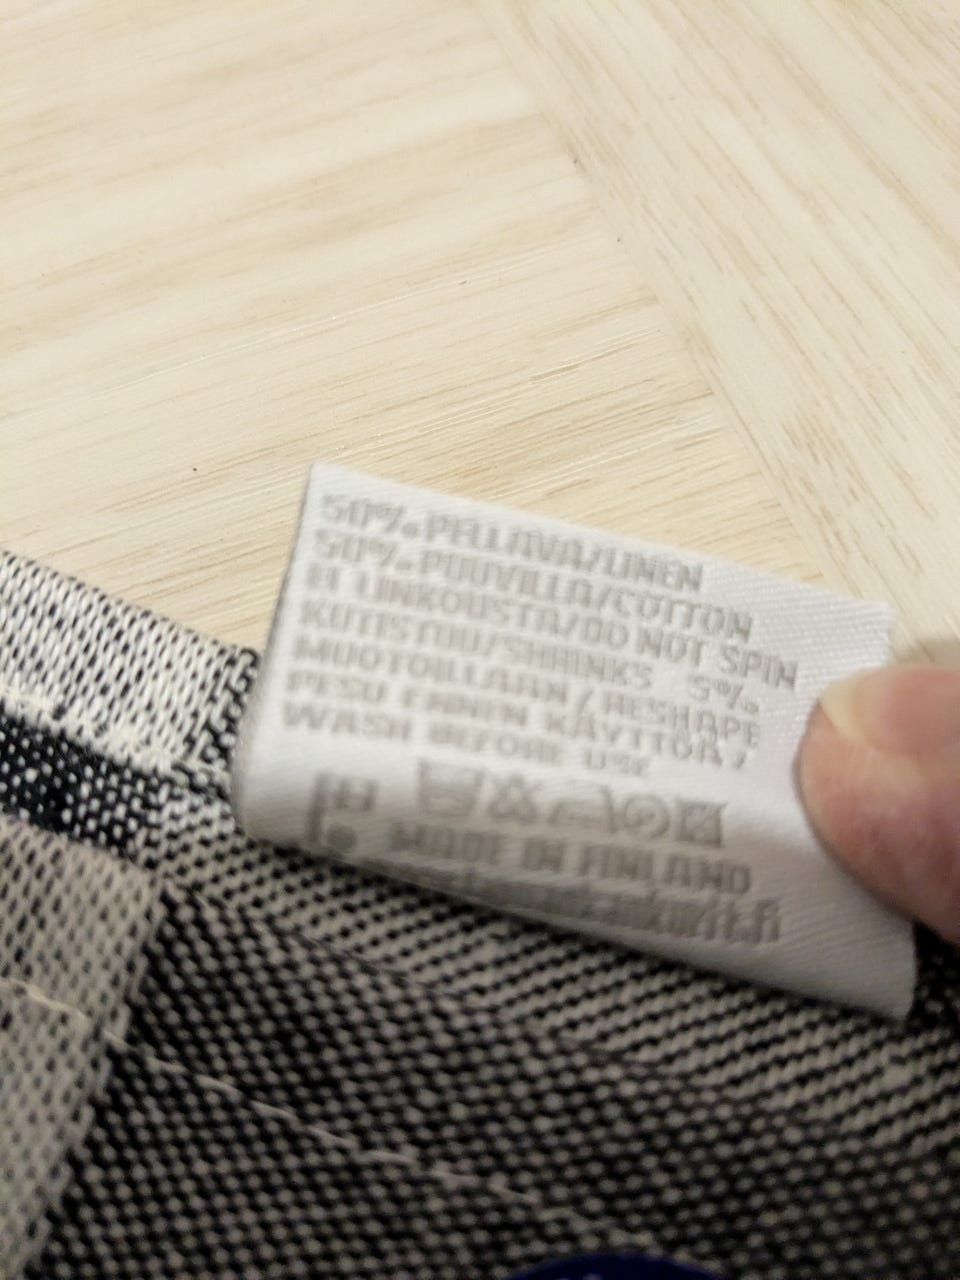 50% PELLAVA/LINEN
50% PUUVILLA/COTTON
EI LINKOUSTA/DO NOT SPIN
KUTISTUU/SHRINKS 5%
MUOTOILLAAN/RESHAPE
PESU ENNEN KÄYTTÖÄ/
WASH BEFORE USE
MADE IN FINLAND